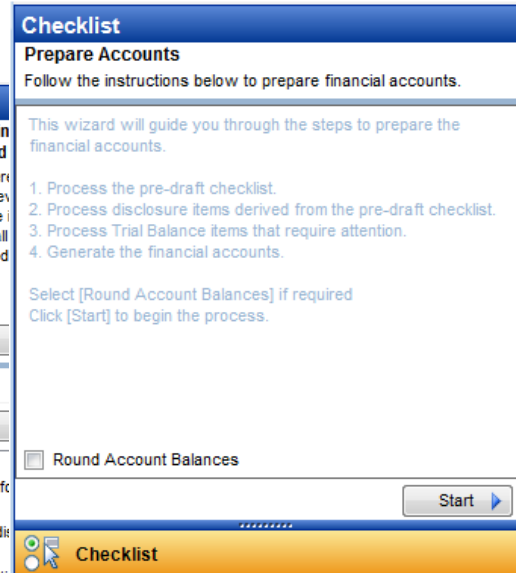 Checklist
Prepare Accounts
Follow the instructions below to prepare financial accounts.
This wizard will guide you through the steps to prepare the
financial accounts.
1. Process the pre-draft checklist.
2. Process disclosure items derived from the pre-draft checklist.
3. Process Trial Balance items that require attention.
4. Generate the financial accounts.
Select [Round Account Balances] if required
Click [Start] to begin the process.
Round Account Balances
Start
Checklist